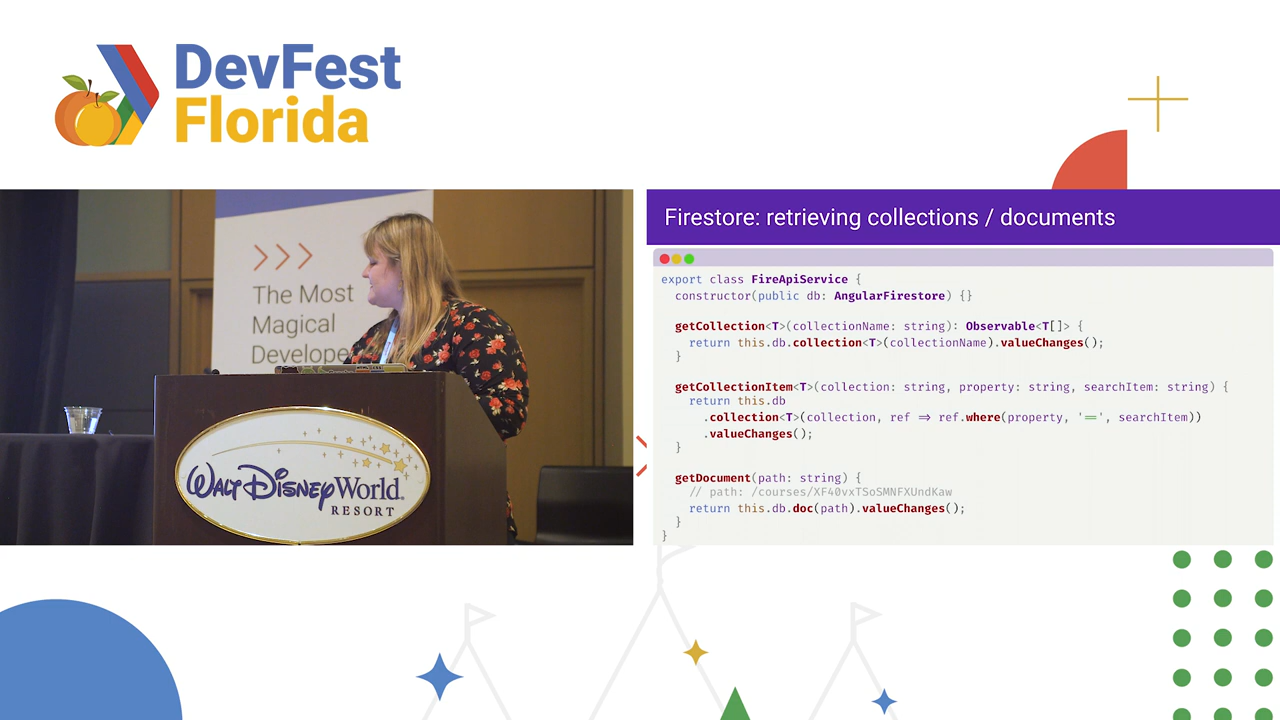 DevFest
Florida
The Most
Magical
Develope
WALT DISNEY World.
RESORT
Firestore: retrieving collections / documents
export class FireApiService {
constructor(public db: AngularFirestore) {}
getCollection<T>(collectionName: string): Observable<T[]> {
return this.db.collection<T>(collectionName).valueChanges();
}
getCollectionItem<T>(collection: string, property: string, searchItem: string) {
return this.db
.collection<T>(collection, ref => ref.where(property, '==', searchItem))
.valueChanges();
}
getDocument(path: string) {
// path: /courses/XF40vxTSoSMNFXUndKaw
return this.db.doc(path).valueChanges();
}
}